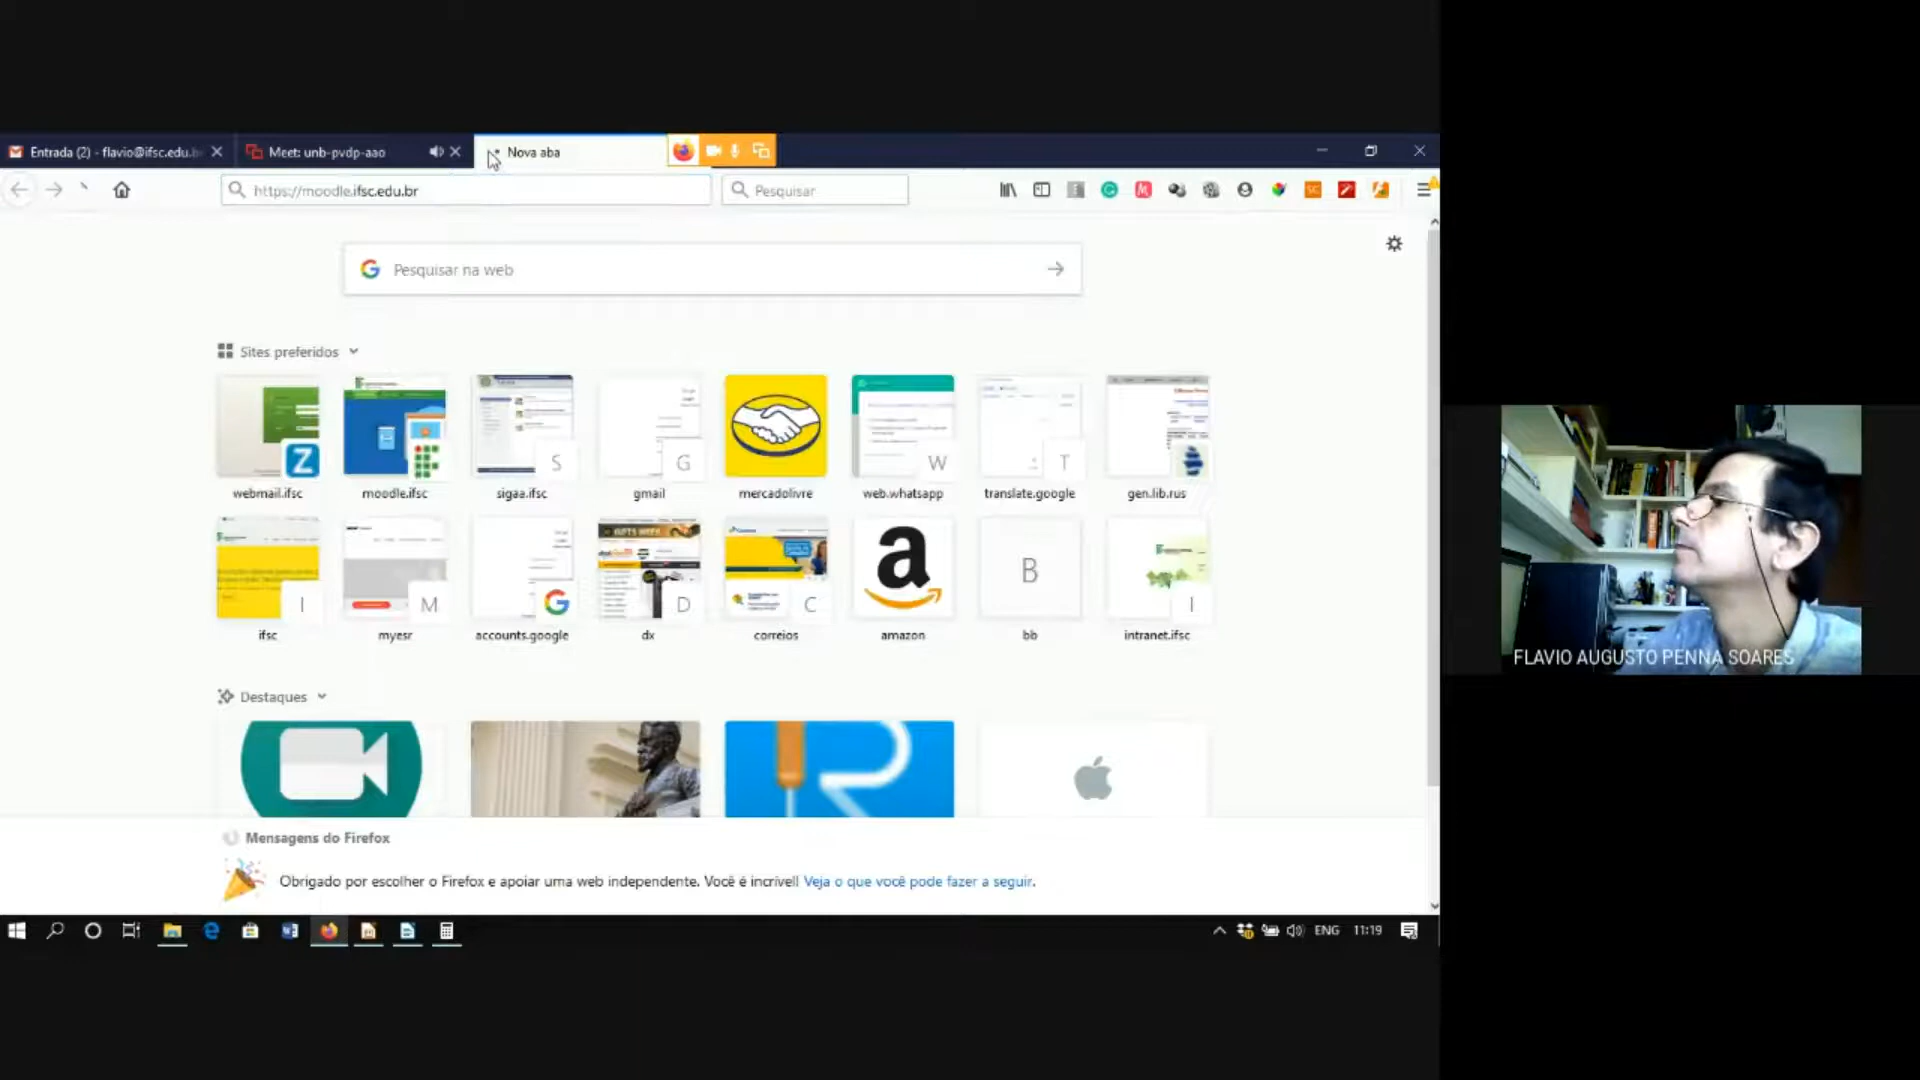 Entrada (2) - flavio@ifsc.edu.b
Meet: unb-pvdp-aao
Nova aba
https://moodle.ifsc.edu.br
Pesquisar
Pesquisar na web
Sites preferidos
Z
S
G
W
T
webmail.ifsc
moodle.ifsc
sigaa.ifsc
gmail
mercadolivre
web.whatsapp
translate.google
gen.lib.rus
I
M
D
C
a
B
I
ifsc
myesr
accounts.google
dx
correios
amazon
bb
intranet.ifsc
Destaques
FLAVIO AUGUSTO PENNA SOARES
Mensagens do Firefox
Obrigado por escolher o Firefox e apoiar uma web independente. Você é incrível! Veja o que você pode fazer a seguir.
ENG
11:19